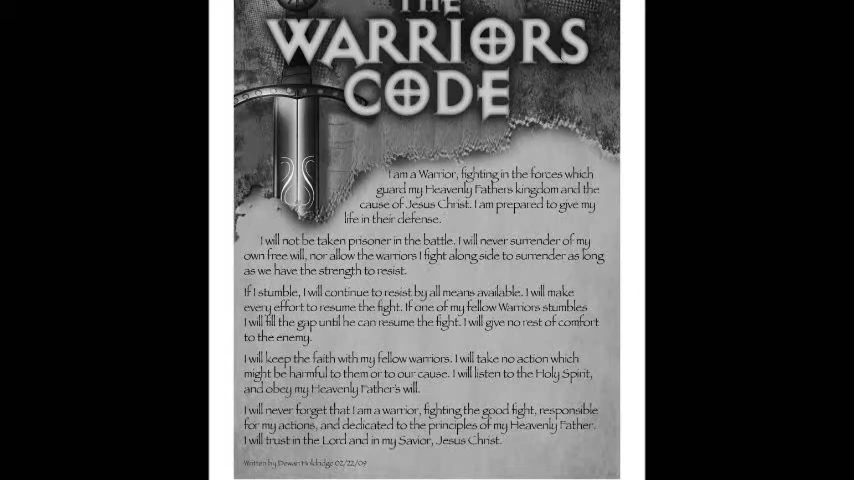 THE
WARRIORS
CODE
I am a Warrior, fighting in the forces which
guard my Heavenly Fathers kingdom and the
cause of Jesus Christ. I am prepared to give my
life in their defense.
I will not be taken prisoner in the battle. I will never surrender of my
own free will, nor allow the warriors I fight along side to surrender as long
as we have the strength to resist.
If I stumble, I will continue to resist by all means available. I will make
every effort to resume the fight. If one of my fellow Warriors stumbles
I will fill the gap until he can resume the fight. I will give no rest of comfort
to the enemy.
I will keep the faith with my fellow warriors. I will take no action which
might be harmful to them or to our cause. I will listen to the Holy Spirit,
and obey my Heavenly Father's will.
I will never forget that I am a warrior, fighting the good fight, responsible
for my actions, and dedicated to the principles of my Heavenly Father.
I will trust in the Lord and in my Savior, Jesus Christ.
Written by Dewan Holdridge 02/22/09